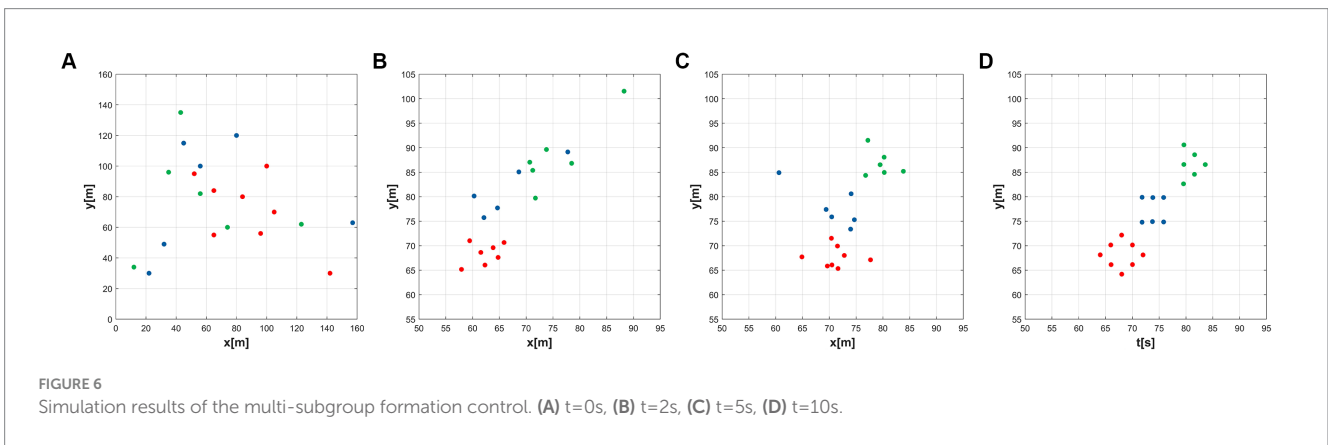 A
B
C
D
160
140
120
100
80
60
40
20
0
y[m]
0 20 40 60 80 100 120 140 160
x[m]
105
100
95
90
85
80
75
70
65
60
55
y[m]
50 55 60 65 70 75 80 85 90 95
x[m]
105
100
95
90
85
80
75
70
65
60
55
y[m]
50 55 60 65 70 75 80 85 90 95
x[m]
105
100
95
90
85
80
75
70
65
60
55
y[m]
50 55 60 65 70 75 80 85 90 95
t[s]
FIGURE 6
Simulation results of the multi-subgroup formation control. (A) t=0s, (B) t=2s, (C) t=5s, (D) t=10s.